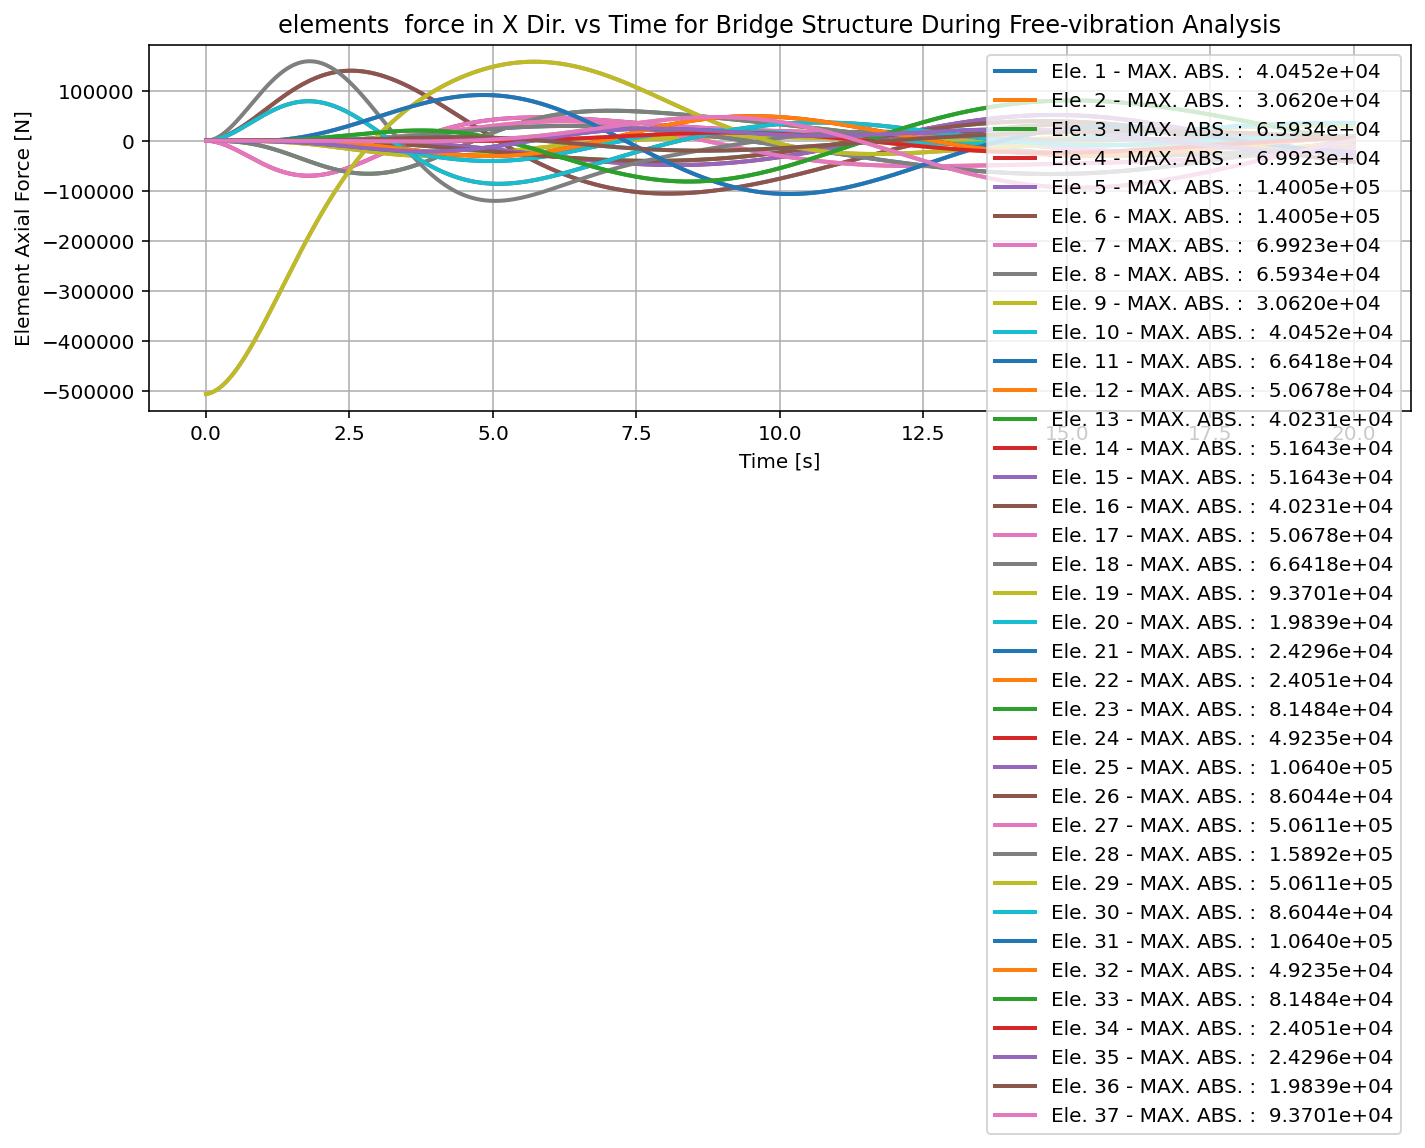 elements  force in X Dir. vs Time for Bridge Structure During Free-vibration Analysis
Element Axial Force [N]
100000
0
−100000
−200000
−300000
−400000
−500000
0.0 2.5 5.0 7.5 10.0 12.5 15.0 17.5 20.0
Time [s]
Ele. 1 - MAX. ABS. :  4.0452e+04
Ele. 2 - MAX. ABS. :  3.0620e+04
Ele. 3 - MAX. ABS. :  6.5934e+04
Ele. 4 - MAX. ABS. :  6.9923e+04
Ele. 5 - MAX. ABS. :  1.4005e+05
Ele. 6 - MAX. ABS. :  1.4005e+05
Ele. 7 - MAX. ABS. :  6.9923e+04
Ele. 8 - MAX. ABS. :  6.5934e+04
Ele. 9 - MAX. ABS. :  3.0620e+04
Ele. 10 - MAX. ABS. :  4.0452e+04
Ele. 11 - MAX. ABS. :  6.6418e+04
Ele. 12 - MAX. ABS. :  5.0678e+04
Ele. 13 - MAX. ABS. :  4.0231e+04
Ele. 14 - MAX. ABS. :  5.1643e+04
Ele. 15 - MAX. ABS. :  5.1643e+04
Ele. 16 - MAX. ABS. :  4.0231e+04
Ele. 17 - MAX. ABS. :  5.0678e+04
Ele. 18 - MAX. ABS. :  6.6418e+04
Ele. 19 - MAX. ABS. :  9.3701e+04
Ele. 20 - MAX. ABS. :  1.9839e+04
Ele. 21 - MAX. ABS. :  2.4296e+04
Ele. 22 - MAX. ABS. :  2.4051e+04
Ele. 23 - MAX. ABS. :  8.1484e+04
Ele. 24 - MAX. ABS. :  4.9235e+04
Ele. 25 - MAX. ABS. :  1.0640e+05
Ele. 26 - MAX. ABS. :  8.6044e+04
Ele. 27 - MAX. ABS. :  5.0611e+05
Ele. 28 - MAX. ABS. :  1.5892e+05
Ele. 29 - MAX. ABS. :  5.0611e+05
Ele. 30 - MAX. ABS. :  8.6044e+04
Ele. 31 - MAX. ABS. :  1.0640e+05
Ele. 32 - MAX. ABS. :  4.9235e+04
Ele. 33 - MAX. ABS. :  8.1484e+04
Ele. 34 - MAX. ABS. :  2.4051e+04
Ele. 35 - MAX. ABS. :  2.4296e+04
Ele. 36 - MAX. ABS. :  1.9839e+04
Ele. 37 - MAX. ABS. :  9.3701e+04